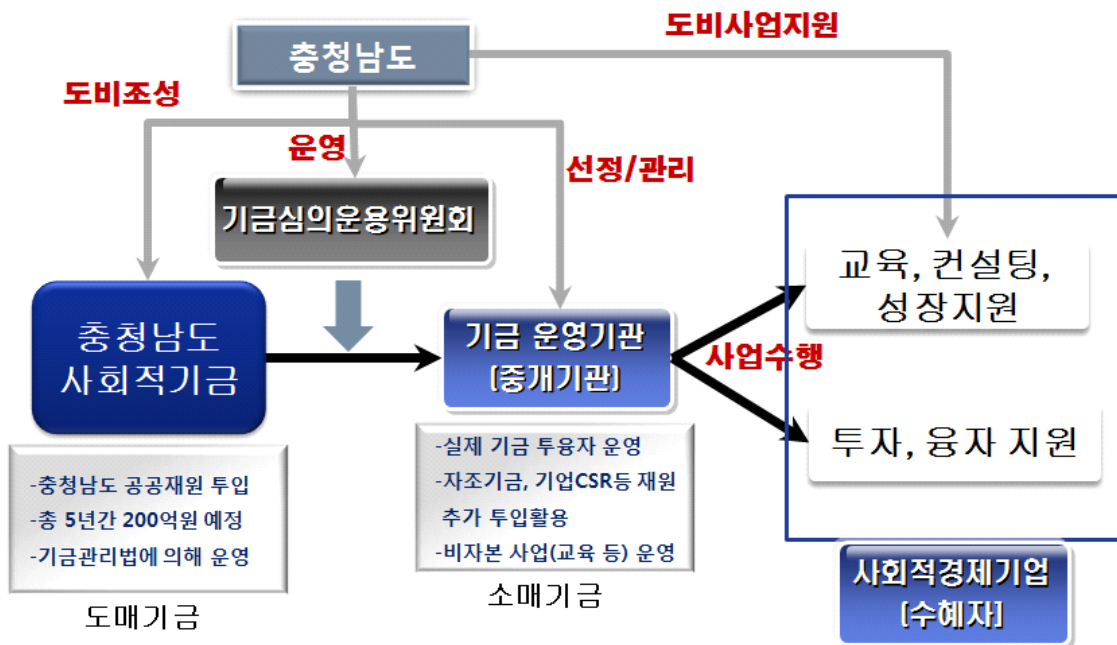 충청남도
도비사업지원
도비조성
운영
선정/관리
기금심의운용위원회
교육, 컨설팅,
성장지원
충청남도
사회적기금
기금 운영기관
(중개기관)
사업수행
투자, 융자 지원
-충청남도 공공재원 투입
-총 5년간 200억원 예정
-기금관리법에 의해 운영
도매기금
-실제 기금 투융자 운영
-자조기금, 기업CSR등 재원
추가 투입활용
-비자본 사업(교육 등) 운영
소매기금
사회적경제기업
(수혜자)